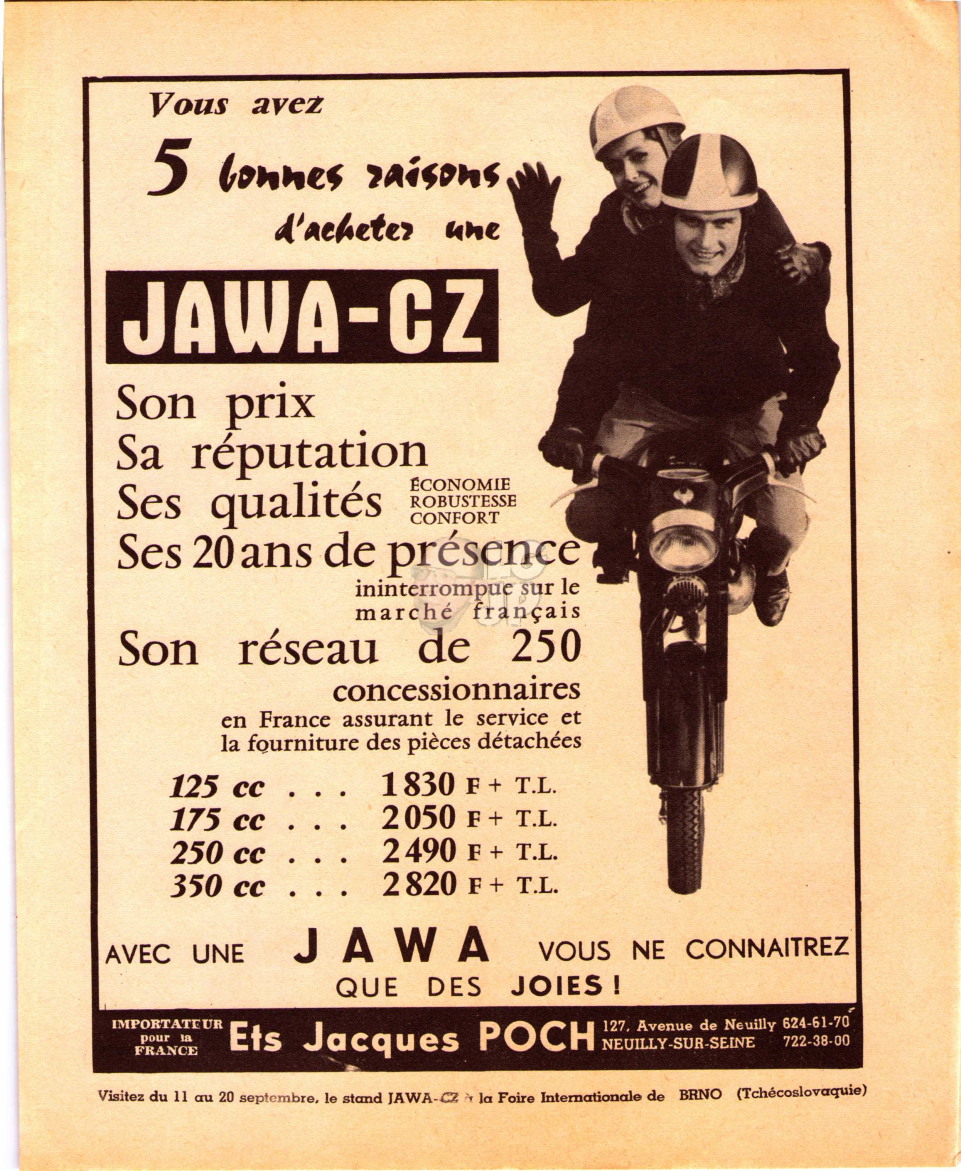 Vous avez
5 bonnes raisons
d'acheter une
JAWA-CZ
Son prix
Sa réputation
Ses qualités ÉCONOMIE
ROBUSTESSE
CONFORT
Ses 20 ans de présence
ininterrompue sur le
marché français
Son réseau de 250
concessionnaires
en France assurant le service et
la fourniture des pièces détachées
125 cc . . . 1830 F + T.L.
175 cc . . . 2050 F + T.L.
250 cc . . . 2490 F + T.L.
350 cc . . . 2820 F + T.L.
AVEC UNE JAWA VOUS NE CONNAITREZ
QUE DES JOIES !
IMPORTATEUR
pour la
FRANCE
Ets Jacques POCH
127, Avenue de Neuilly 624-61-70
NEUILLY-SUR-SEINE 722-38-00
Visitez du 11 au 20 septembre, le stand JAWA-CZ à la Foire Internationale de BRNO (Tchécoslovaquie)